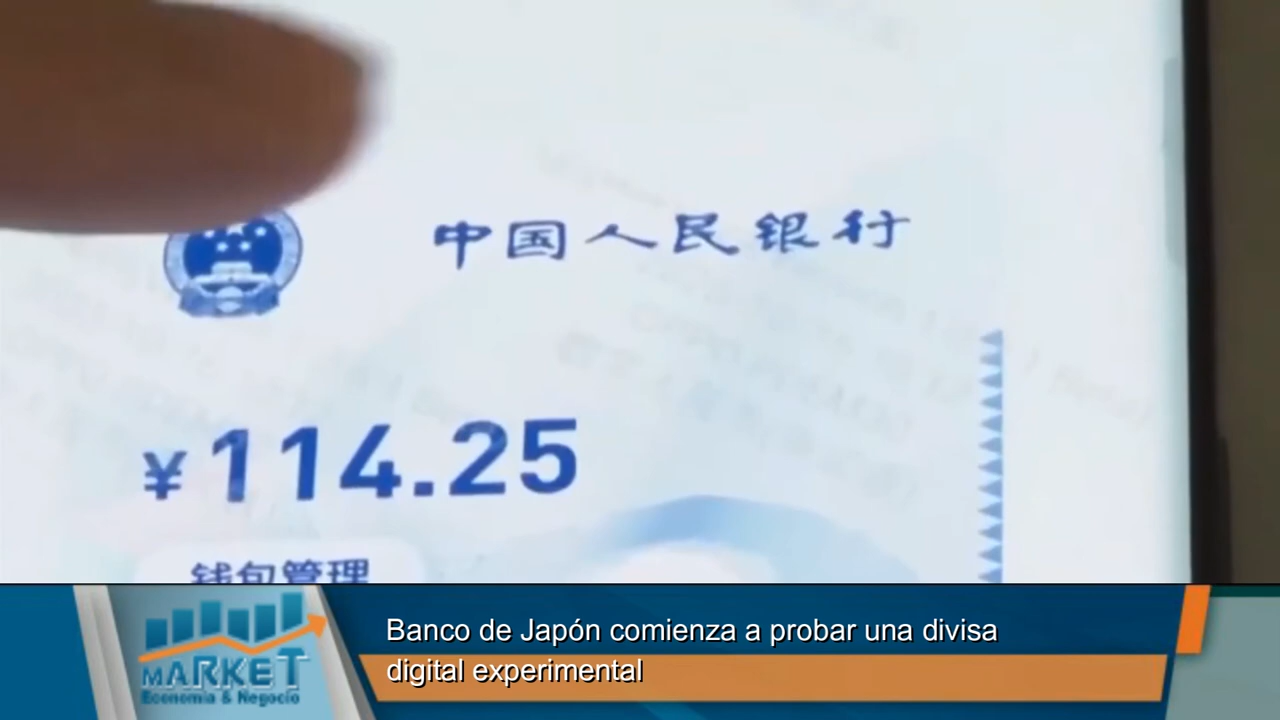 中国人民银行
¥114.25
钱包管理
Banco de Japón comienza a probar una divisa
digital experimental
MARKET
Economía & Negocio